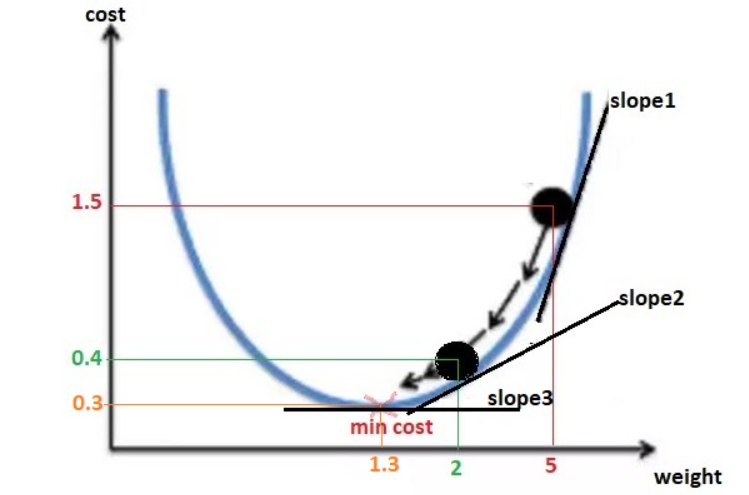 cost
slope1
1.5
slope2
0.4
slope3
0.3
min cost
1.3
2
5
weight